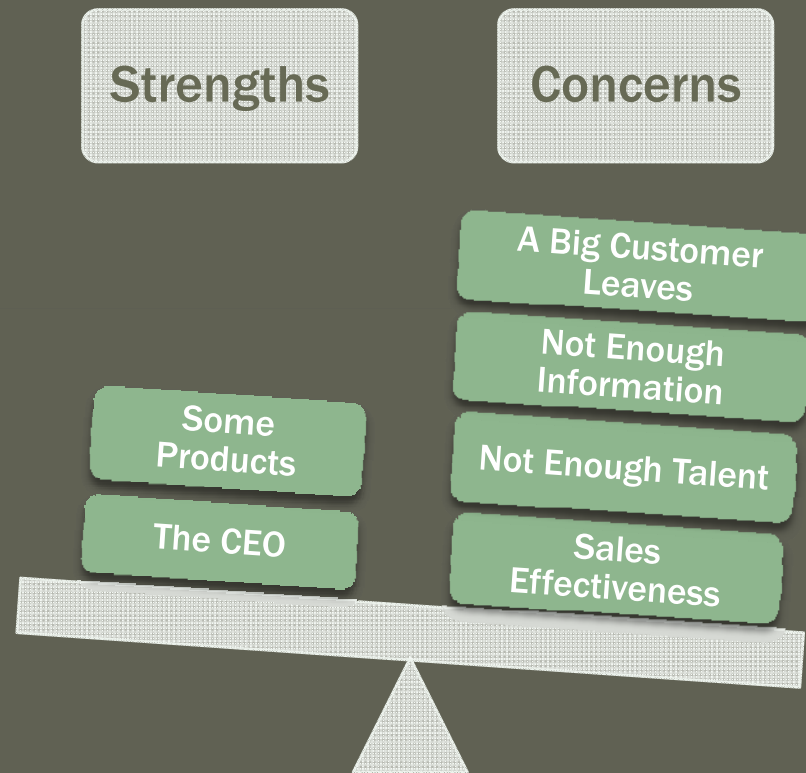 Strengths
Concerns
A Big Customer
Leaves
Not Enough
Information
Some
Products
Not Enough Talent
The CEO
Sales
Effectiveness